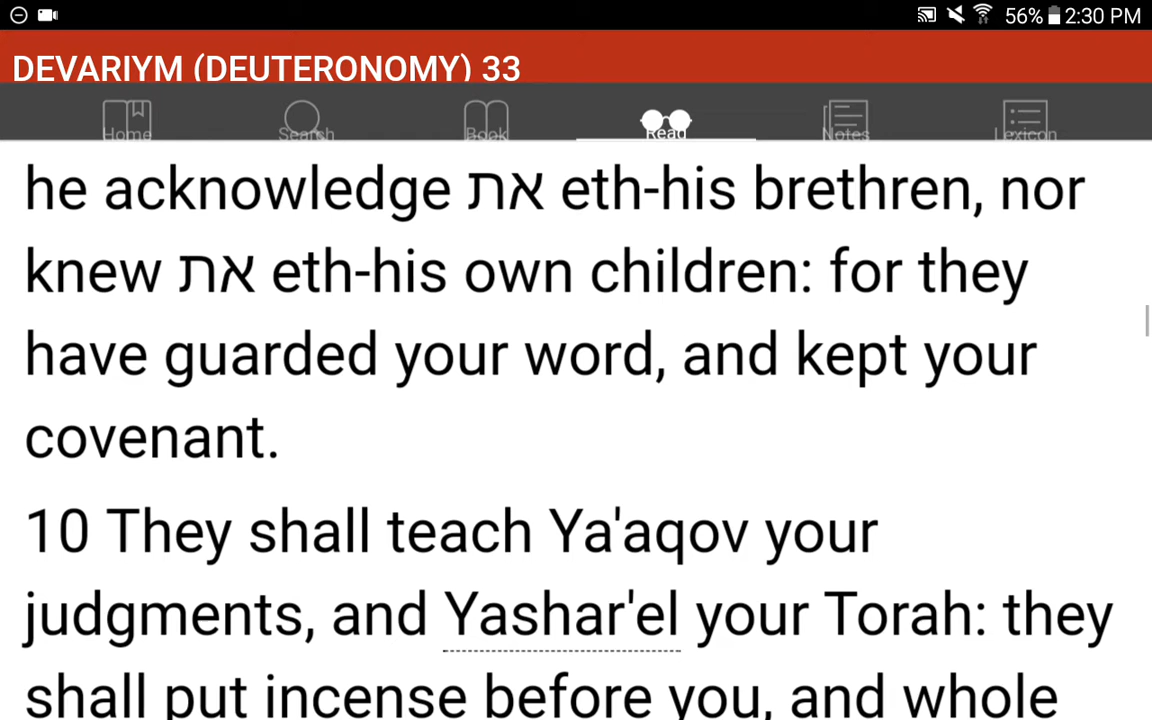 56% 2:30 PM
DEVARIYM (DEUTERONOMY) 33
Home Search Book Read Notes Lexicon
he acknowledge את eth-his brethren, nor
knew את eth-his own children: for they
have guarded your word, and kept your
covenant.
10 They shall teach Ya'aqov your
judgments, and Yashar'el your Torah: they
shall put incense before you, and whole